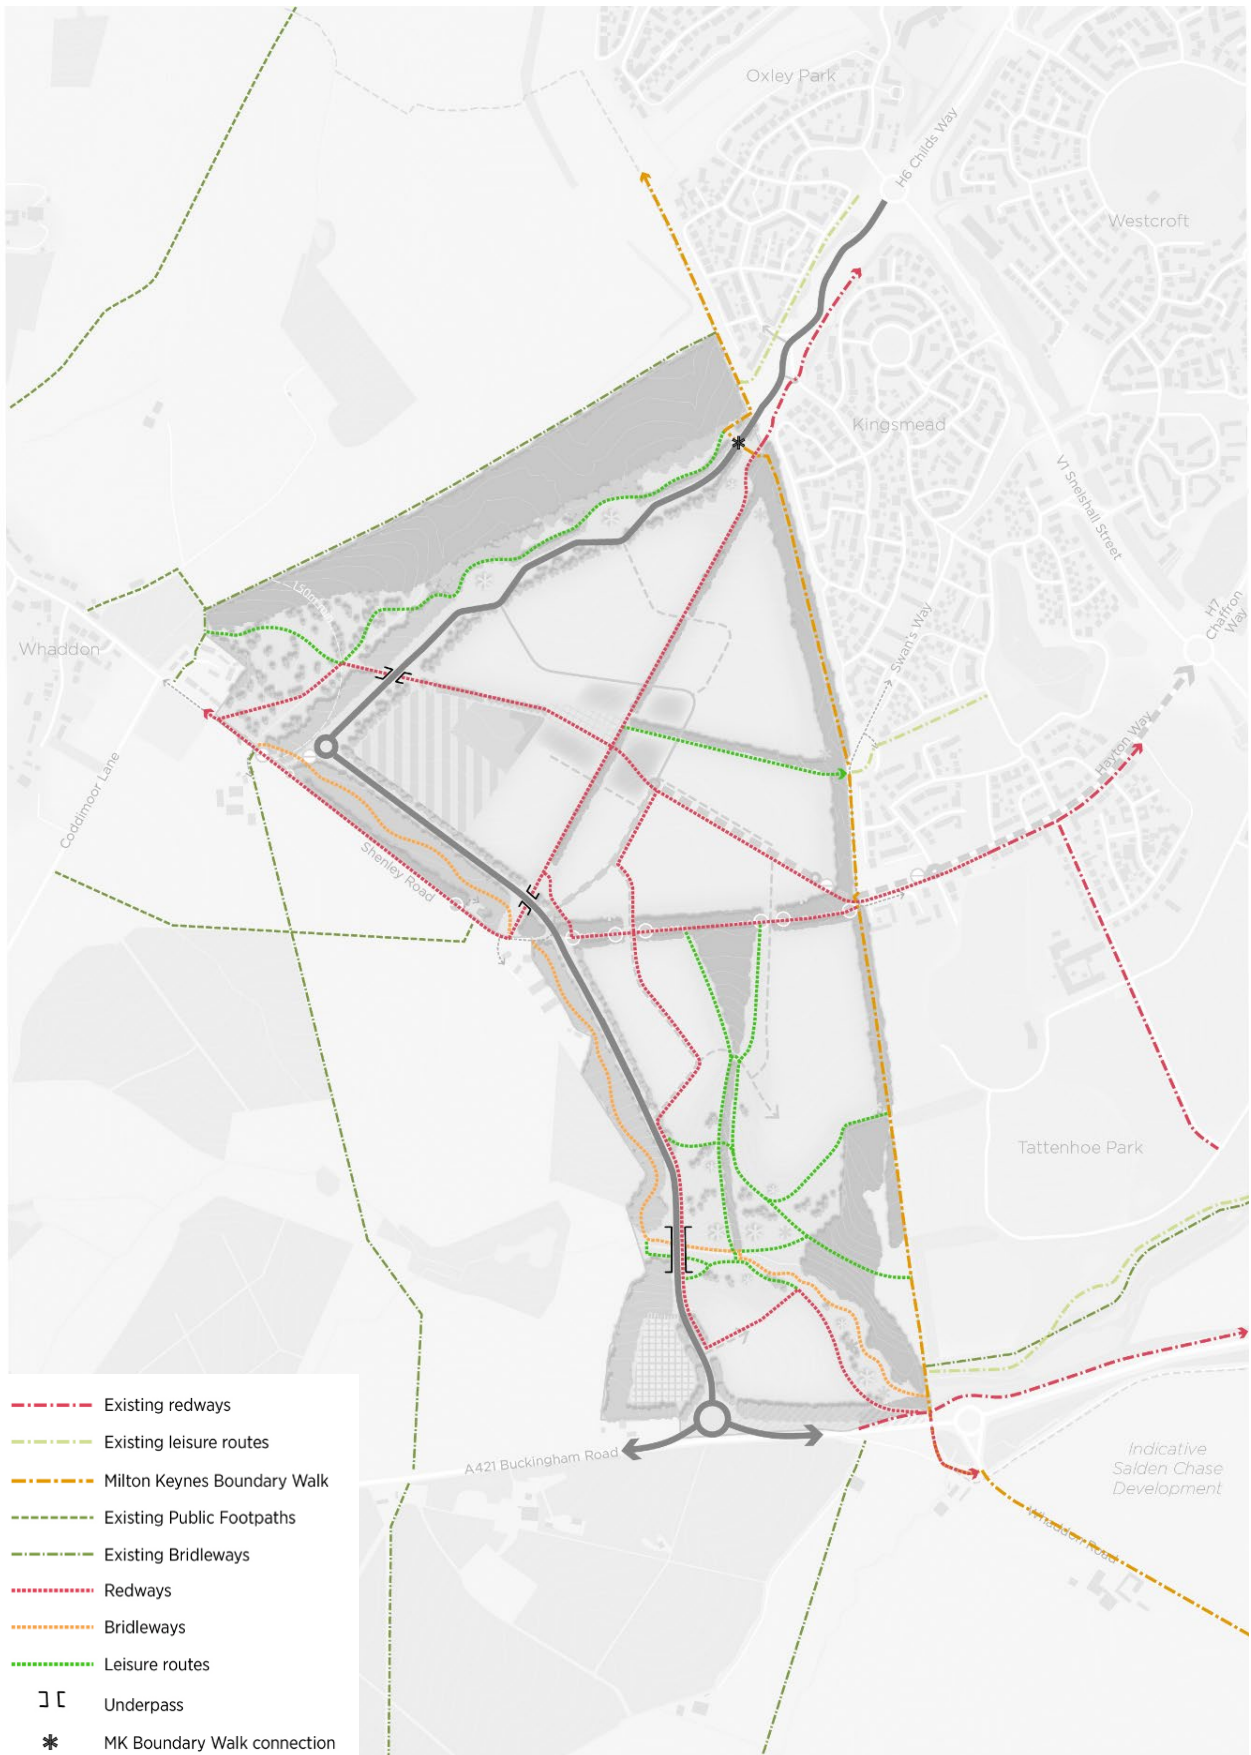 Oxley Park
H6 Childs Way
Westcroft
Kingsmead
V1 Snelshall Street
H7
Chaffron
Way
150m
Whaddon
Swan's Way
Hayton Way
Coddimoor Lane
Shenley Road
Tattenhoe Park
A421 Buckingham Road
Indicative
Salden Chase
Development
Whaddon Road
Existing redways
Existing leisure routes
Milton Keynes Boundary Walk
Existing Public Footpaths
Existing Bridleways
Redways
Bridleways
Leisure routes
Underpass
MK Boundary Walk connection